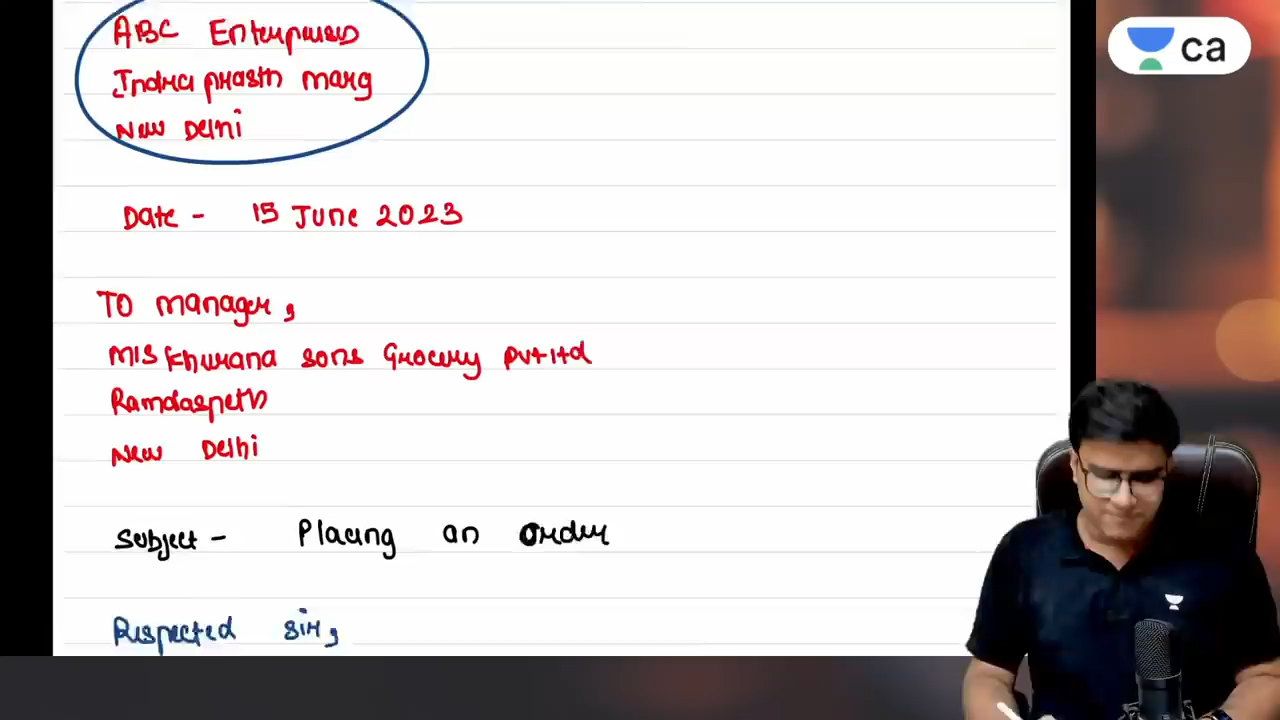 ABC Enterprises
Indraprasth marg
New Delhi
Date - 15 June 2023
To manager,
M/S Khurana sons Grocery Pvt ltd
Ramdaspeth
New Delhi
Subject - Placing an order
Respected sir,
ca